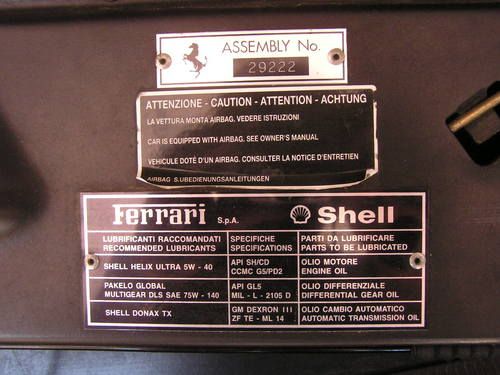 ASSEMBLY No.
29222
ATTENZIONE - CAUTION - ATTENTION - ACHTUNG
LA VETTURA MONTA AIRBAG. VEDERE ISTRUZIONI
CAR IS EQUIPPED WITH AIRBAG. SEE OWNER'S MANUAL
VEHICULE DOTÉ D'UN AIRBAG. CONSULTER LA NOTICE D'ENTRETIEN
AIRBAG S.UBEDIENUNGSANLEITUNGEN
Ferrari S.p.A. Shell
LUBRIFICANTI RACCOMANDATI SPECIFICHE PARTI DA LUBRIFICARE
RECOMMENDED LUBRICANTS SPECIFICATIONS PARTS TO BE LUBRICATED
SHELL HELIX ULTRA 5W - 40 API SH/CD OLIO MOTORE
CCMC G5/PD2 ENGINE OIL
PAKELO GLOBAL API GL5 OLIO DIFFERENZIALE
MULTIGEAR DLS SAE 75W - 140 MIL - L - 2105 D DIFFERENTIAL GEAR OIL
SHELL DONAX TX GM DEXRON III OLIO CAMBIO AUTOMATICO
ZF TE - ML 14 AUTOMATIC TRANSMISSION OIL